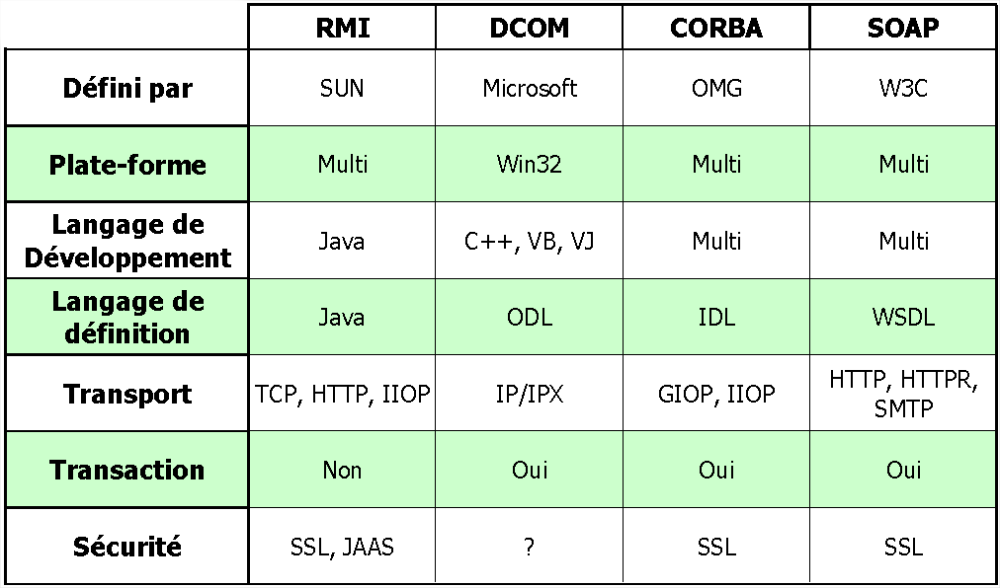 RMI DCOM CORBA SOAP
Défini par SUN Microsoft OMG W3C
Plate-forme Multi Win32 Multi Multi
Langage de
Développement Java C++, VB, VJ Multi Multi
Langage de
définition Java ODL IDL WSDL
Transport TCP, HTTP, IIOP IP/IPX GIOP, IIOP HTTP, HTTPR,
SMTP
Transaction Non Oui Oui Oui
Sécurité SSL, JAAS ? SSL SSL